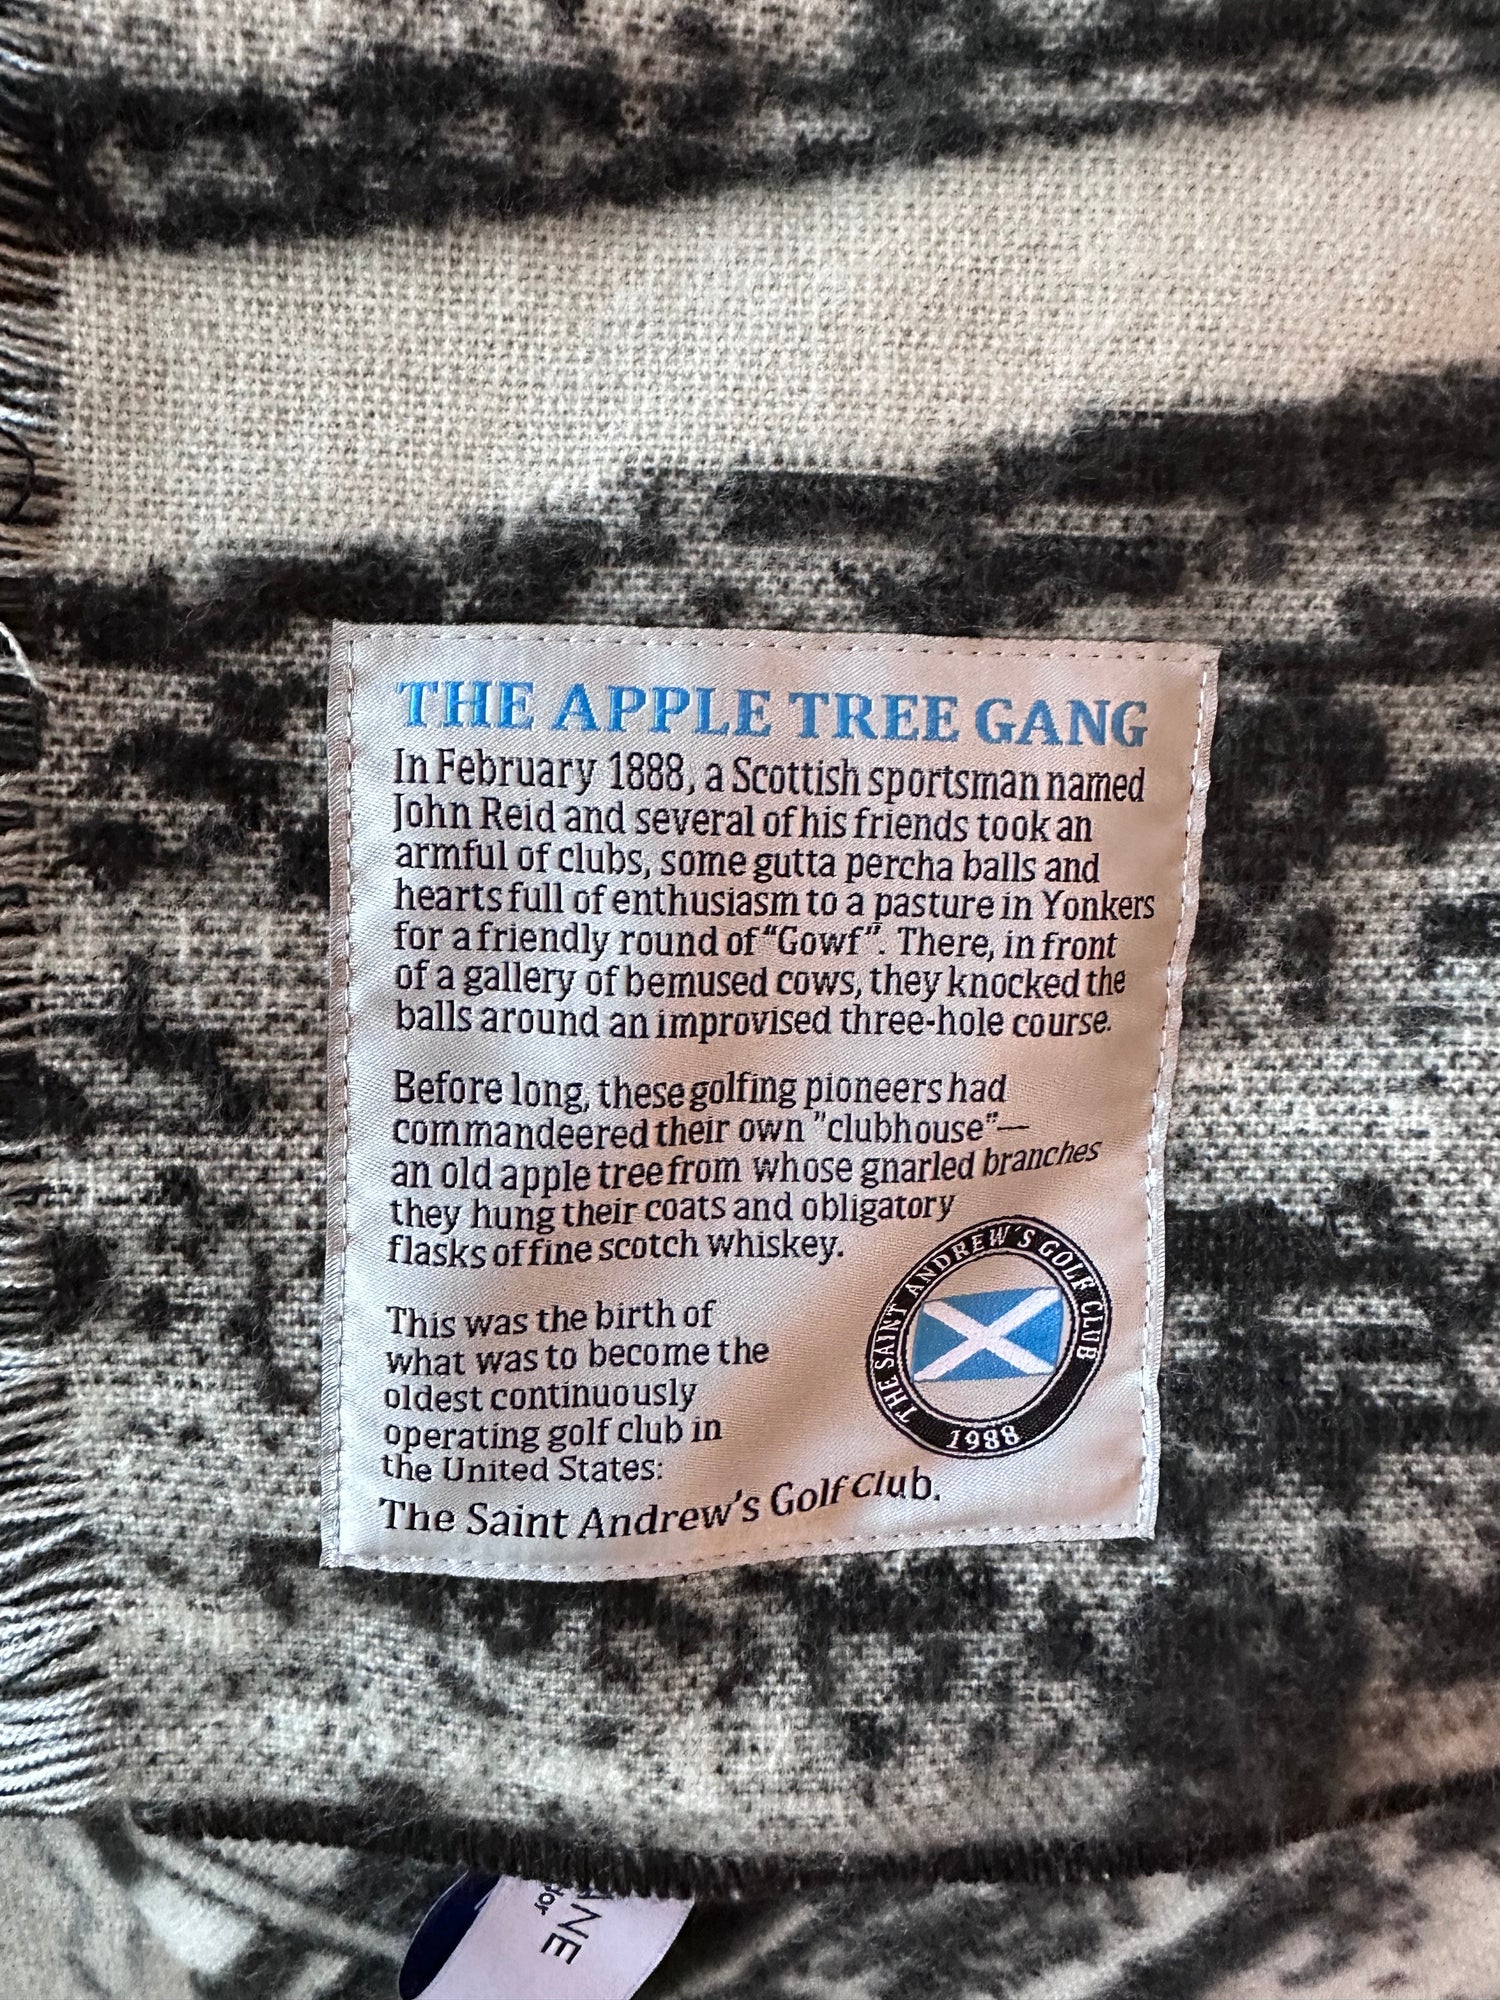 THE APPLE TREE GANG
In February 1888, a Scottish sportsman named
John Reid and several of his friends took an
armful of clubs, some gutta percha balls and
hearts full of enthusiasm to a pasture in Yonkers
for a friendly round of "Gowf". There, in front
of a gallery of bemused cows, they knocked the
balls around an improvised three-hole course.
Before long, these golfing pioneers had
commandeered their own "clubhouse"—
an old apple tree from whose gnarled branches
they hung their coats and obligatory
flasks of fine scotch whiskey.
This was the birth of
what was to become the
oldest continuously
operating golf club in
the United States:
The Saint Andrew's Golf Club.
THE SAINT ANDREW'S GOLF CLUB
1988